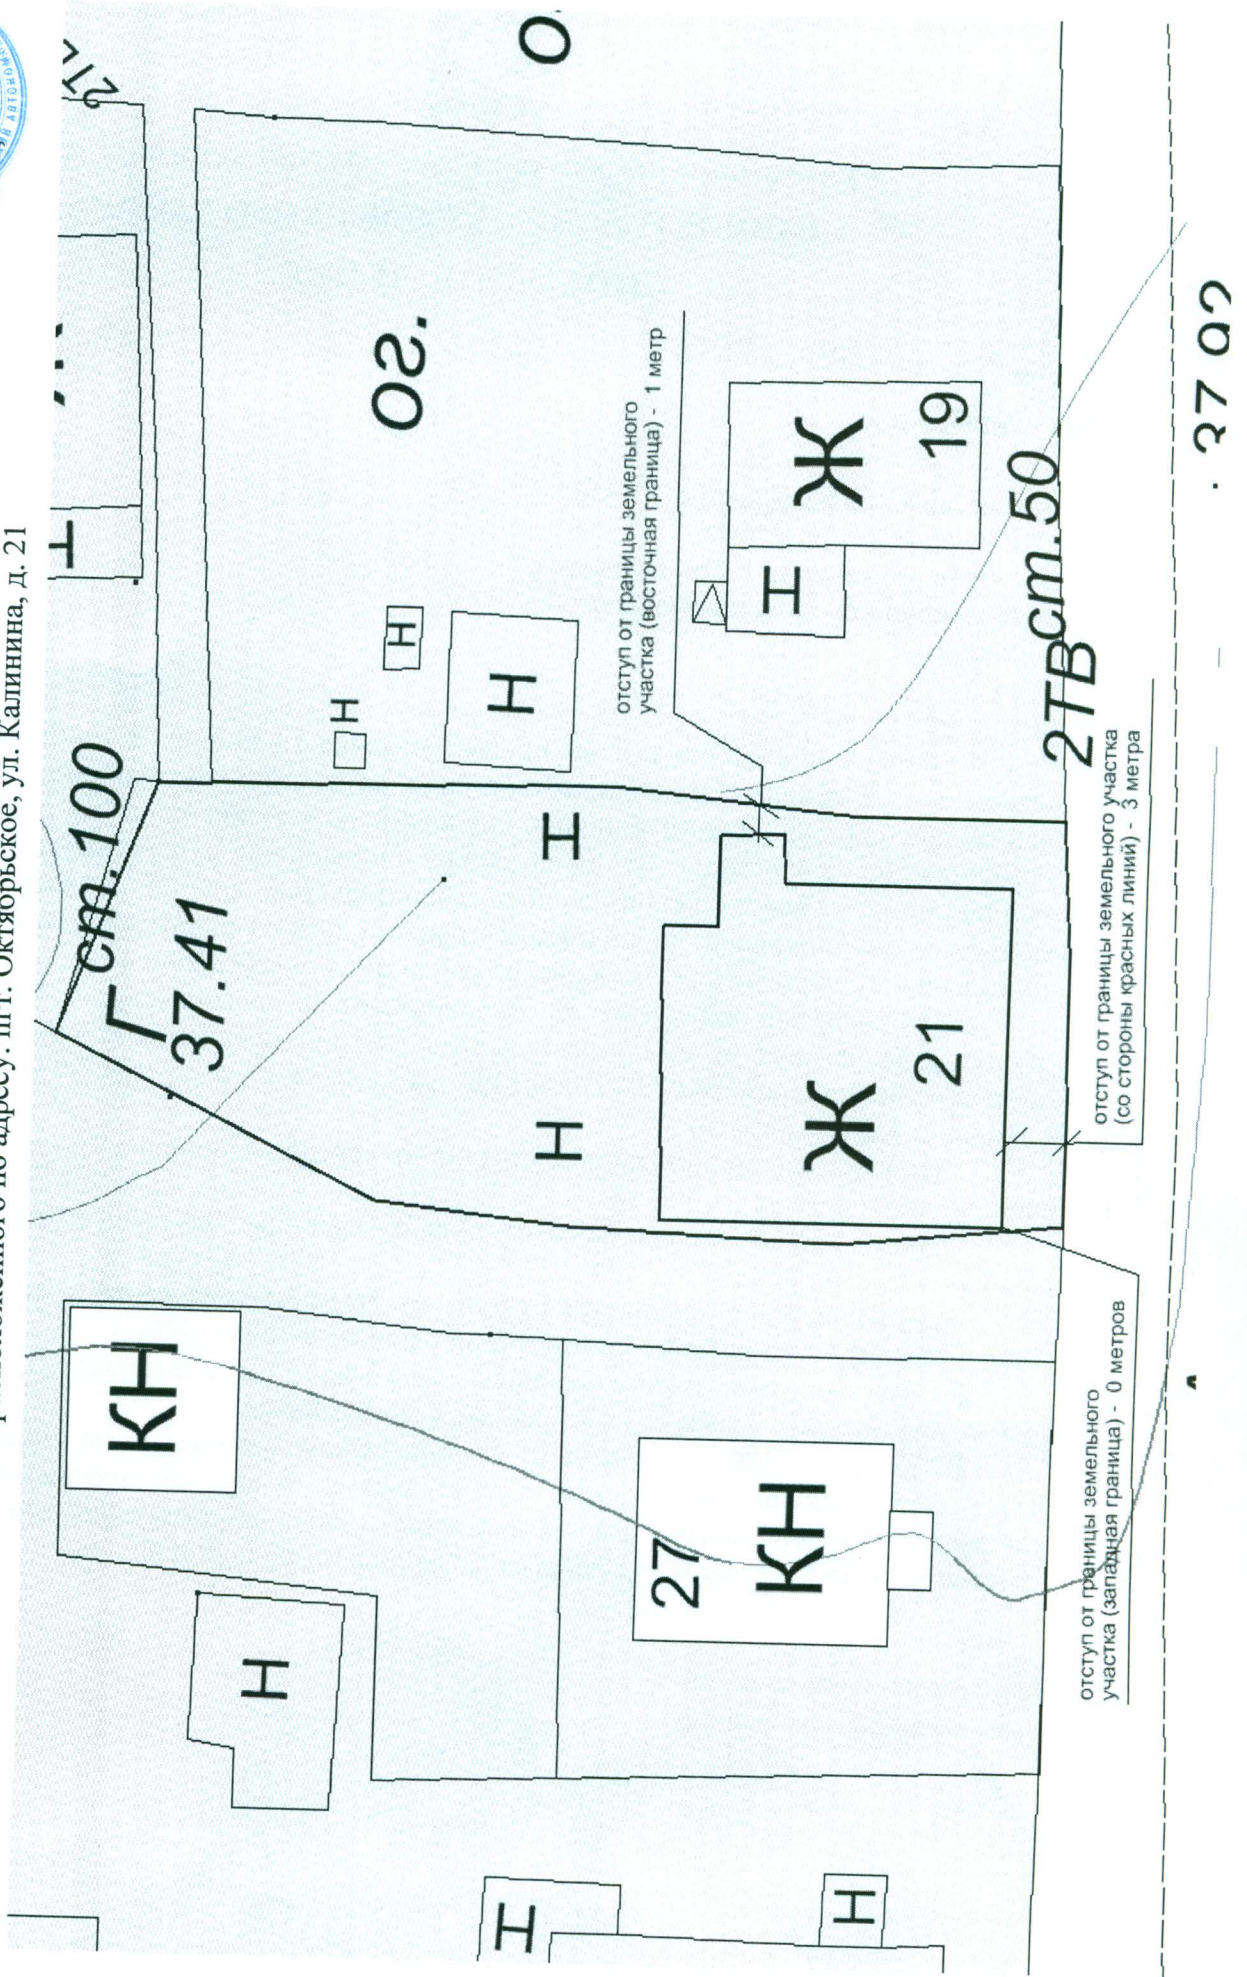 расположенного по адресу: пгт. Октябрьское, ул. Калинина, д. 21
ст.100
Г
37.41
КН
Н
Н
Н
Н
ог.
Н
Н
отступ от границы земельного
участка (восточная граница) - 1 метр
27
КН
Ж
21
Н
Ж
19
Н
Н
2ТВ
ст.50
отступ от границы земельного участка
(со стороны красных линий) - 3 метра
отступ от границы земельного
участка (западная граница) - 0 метров